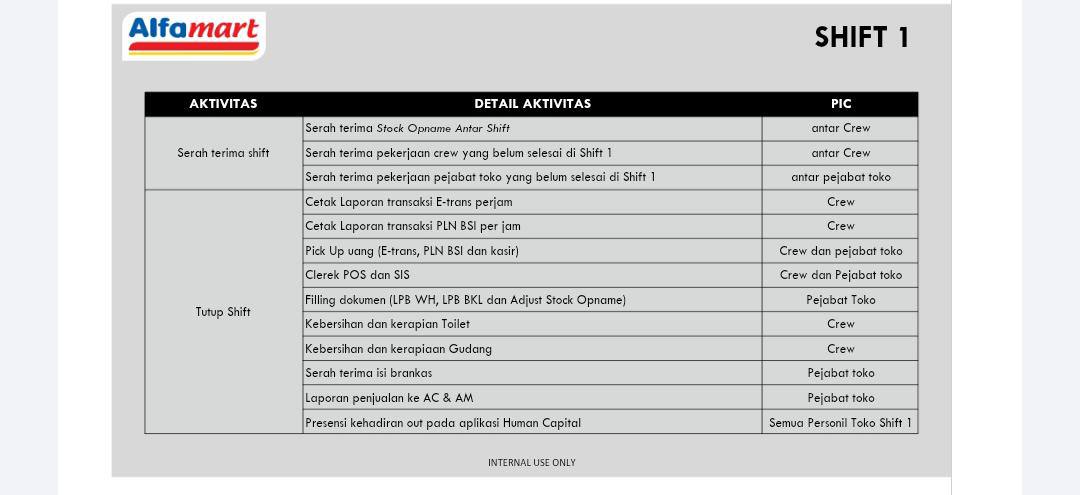 Alfamart
SHIFT 1
AKTIVITAS DETAIL AKTIVITAS PIC
Serah terima shift
Serah terima Stock Opname Antar Shift antar Crew
Serah terima pekerjaan crew yang belum selesai di Shift 1 antar Crew
Serah terima pekerjaan pejabat toko yang belum selesai di Shift 1 antar pejabat toko
Tutup Shift
Cetak Laporan transaksi E-trans perjam Crew
Cetak Laporan transaksi PLN BSI per jam Crew
Pick Up uang (E-trans, PLN BSI dan kasir) Crew dan pejabat toko
Clerek POS dan SIS Crew dan Pejabat toko
Filling dokumen (LPB WH, LPB BKL dan Adjust Stock Opname) Pejabat Toko
Kebersihan dan kerapian Toilet Crew
Kebersihan dan kerapiaan Gudang Crew
Serah terima isi brankas Pejabat toko
Laporan penjualan ke AC & AM Pejabat toko
Presensi kehadiran out pada aplikasi Human Capital Semua Personil Toko Shift 1
INTERNAL USE ONLY